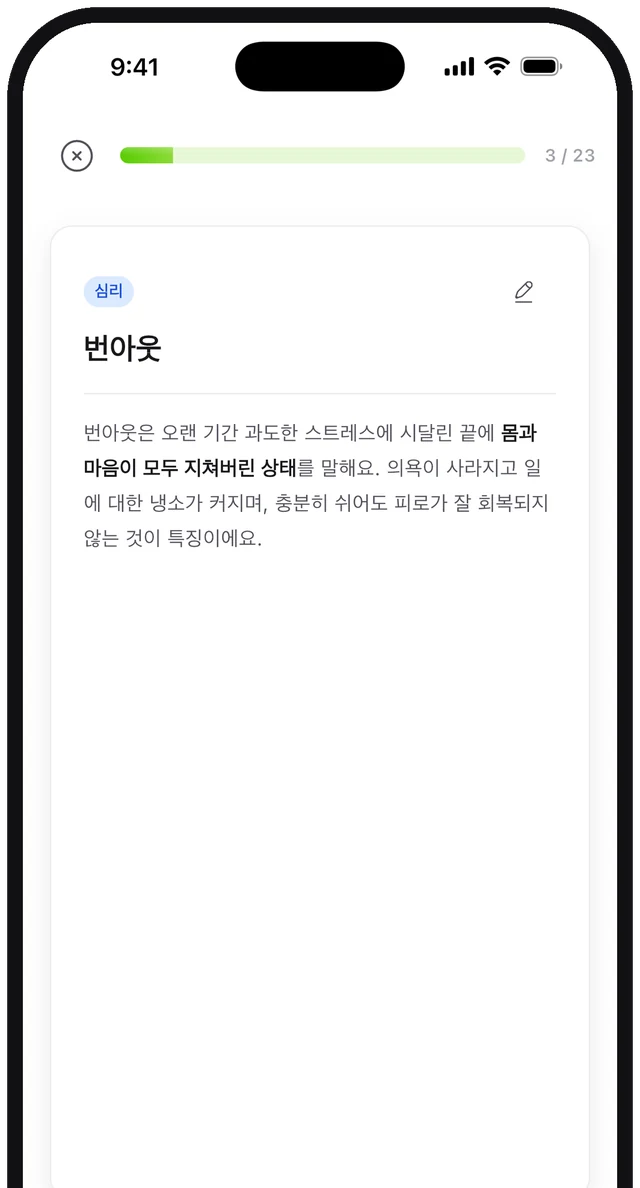 9:41
3 / 23
심리
번아웃
번아웃은 오랜 기간 과도한 스트레스에 시달린 끝에 몸과
마음이 모두 지쳐버린 상태를 말해요. 의욕이 사라지고 일
에 대한 냉소가 커지며, 충분히 쉬어도 피로가 잘 회복되지
않는 것이 특징이에요.